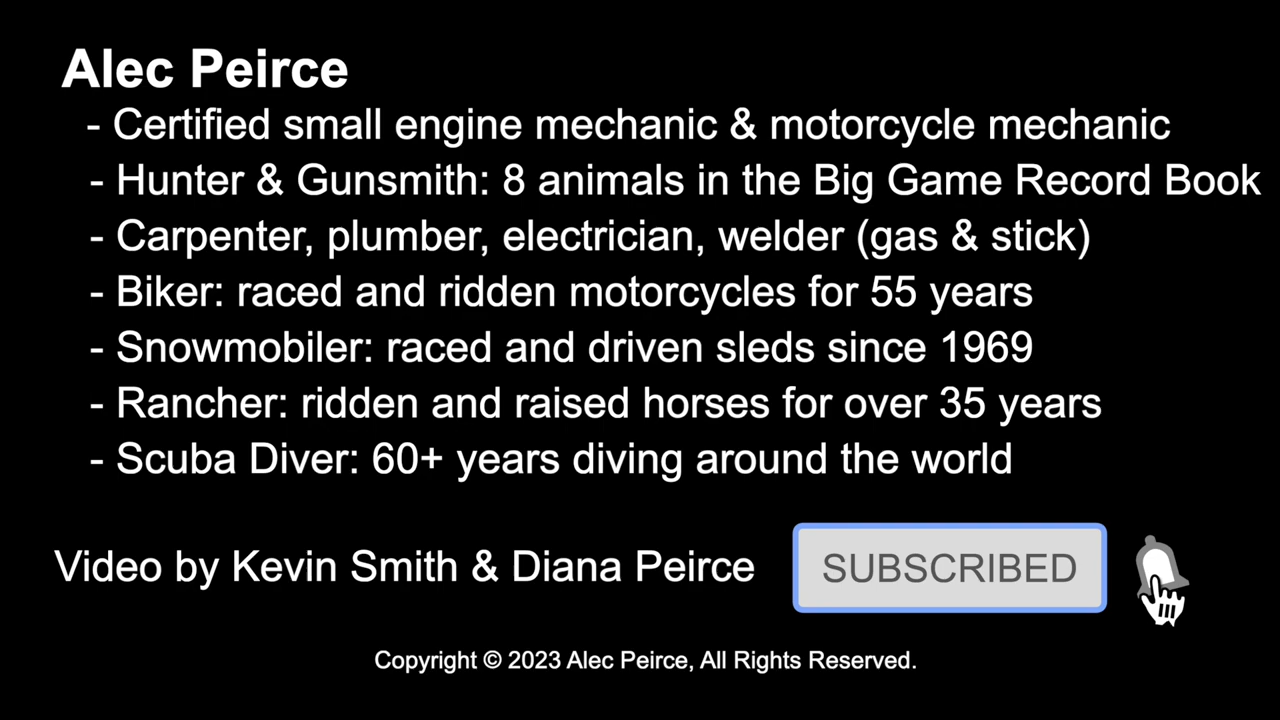 Alec Peirce
- Certified small engine mechanic & motorcycle mechanic
- Hunter & Gunsmith: 8 animals in the Big Game Record Book
- Carpenter, plumber, electrician, welder (gas & stick)
- Biker: raced and ridden motorcycles for 55 years
- Snowmobiler: raced and driven sleds since 1969
- Rancher: ridden and raised horses for over 35 years
- Scuba Diver: 60+ years diving around the world
Video by Kevin Smith & Diana Peirce SUBSCRIBED
Copyright © 2023 Alec Peirce, All Rights Reserved.